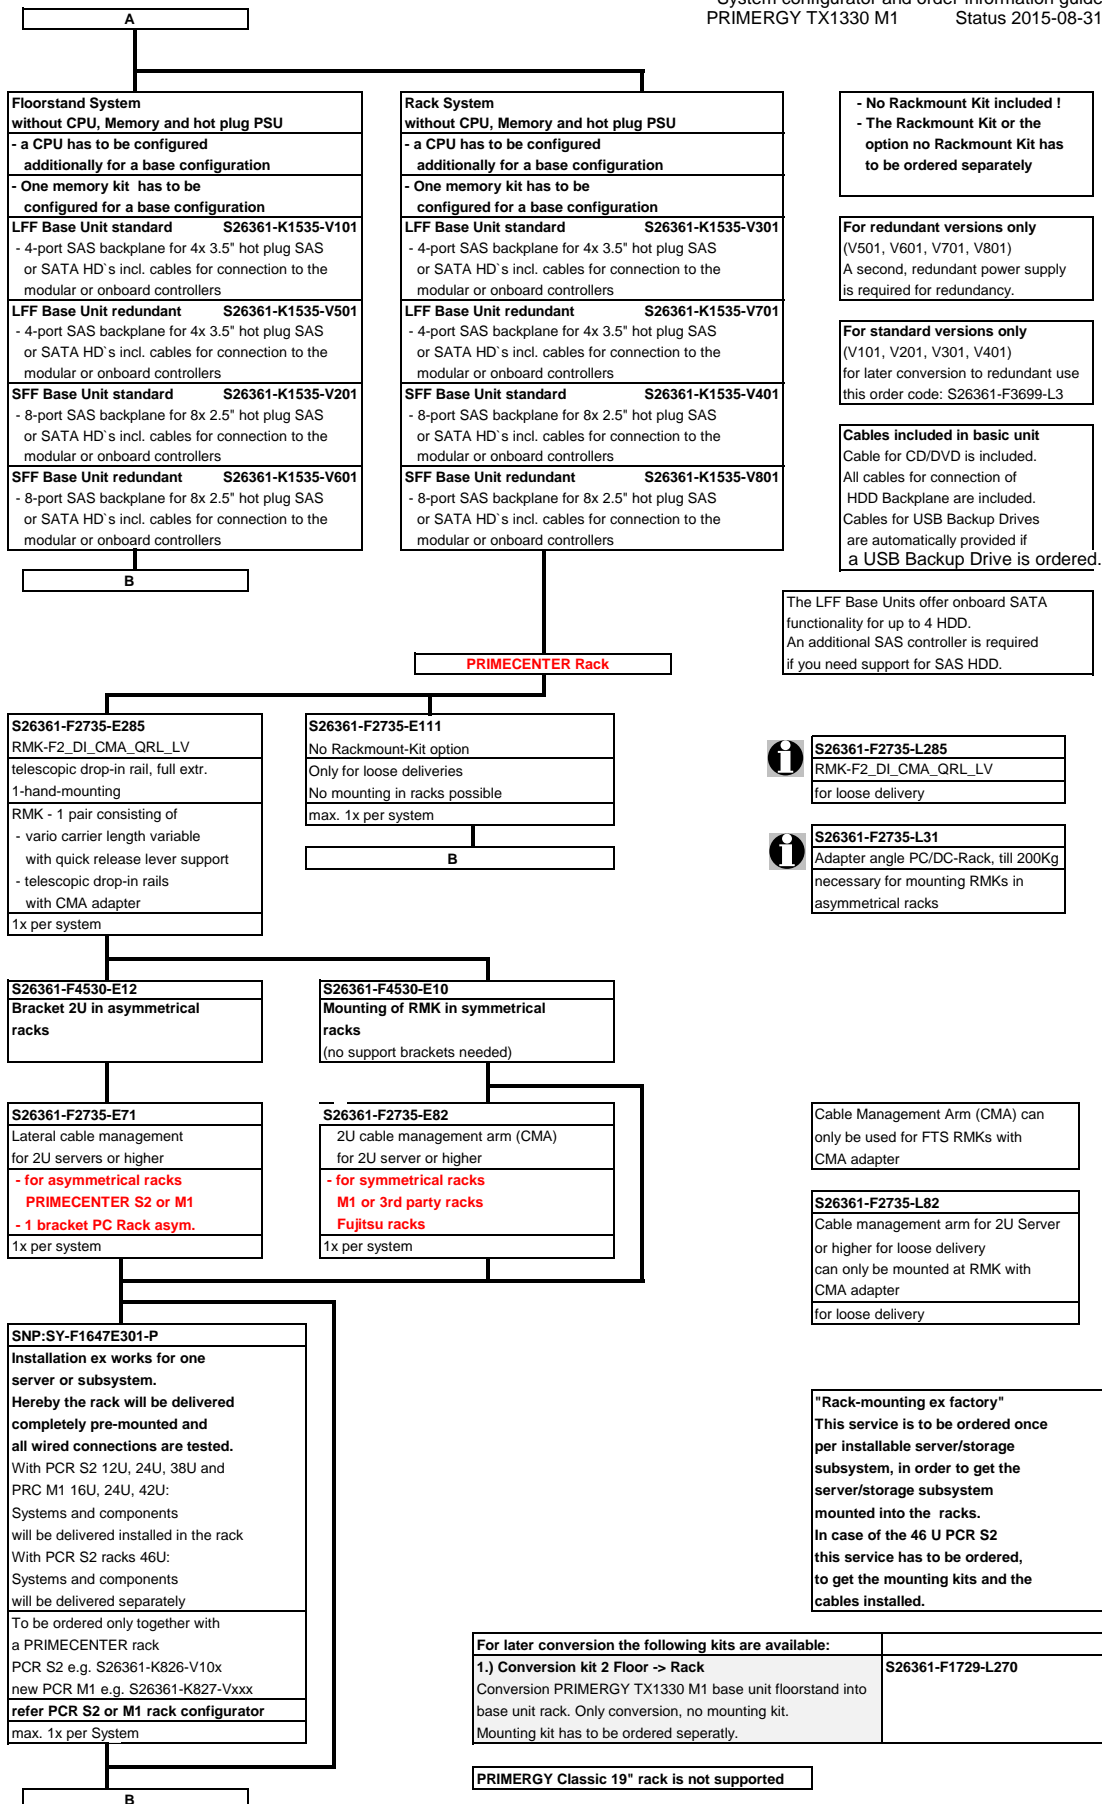 System configurator and order information guide
PRIMERGY TX1330 M1 Status 2015-08-31
A
Floorstand System
without CPU, Memory and hot plug PSU
- a CPU has to be configured
additionally for a base configuration
- One memory kit has to be
configured for a base configuration
LFF Base Unit standard S26361-K1535-V101
- 4-port SAS backplane for 4x 3.5" hot plug SAS
or SATA HD`s incl. cables for connection to the
modular or onboard controllers
LFF Base Unit redundant S26361-K1535-V501
- 4-port SAS backplane for 4x 3.5" hot plug SAS
or SATA HD`s incl. cables for connection to the
modular or onboard controllers
SFF Base Unit standard S26361-K1535-V201
- 8-port SAS backplane for 8x 2.5" hot plug SAS
or SATA HD`s incl. cables for connection to the
modular or onboard controllers
SFF Base Unit redundant S26361-K1535-V601
- 8-port SAS backplane for 8x 2.5" hot plug SAS
or SATA HD`s incl. cables for connection to the
modular or onboard controllers
B
Rack System
without CPU, Memory and hot plug PSU
- a CPU has to be configured
additionally for a base configuration
- One memory kit has to be
configured for a base configuration
LFF Base Unit standard S26361-K1535-V301
- 4-port SAS backplane for 4x 3.5" hot plug SAS
or SATA HD`s incl. cables for connection to the
modular or onboard controllers
LFF Base Unit redundant S26361-K1535-V701
- 4-port SAS backplane for 4x 3.5" hot plug SAS
or SATA HD`s incl. cables for connection to the
modular or onboard controllers
SFF Base Unit standard S26361-K1535-V401
- 8-port SAS backplane for 8x 2.5" hot plug SAS
or SATA HD`s incl. cables for connection to the
modular or onboard controllers
SFF Base Unit redundant S26361-K1535-V801
- 8-port SAS backplane for 8x 2.5" hot plug SAS
or SATA HD`s incl. cables for connection to the
modular or onboard controllers
- No Rackmount Kit included !
- The Rackmount Kit or the
option no Rackmount Kit has
to be ordered separately
For redundant versions only
(V501, V601, V701, V801)
A second, redundant power supply
is required for redundancy.
For standard versions only
(V101, V201, V301, V401)
for later conversion to redundant use
this order code: S26361-F3699-L3
Cables included in basic unit
Cable for CD/DVD is included.
All cables for connection of
HDD Backplane are included.
Cables for USB Backup Drives
are automatically provided if
a USB Backup Drive is ordered.
The LFF Base Units offer onboard SATA
functionality for up to 4 HDD.
An additional SAS controller is required
if you need support for SAS HDD.
PRIMECENTER Rack
S26361-F2735-E285
RMK-F2_DI_CMA_QRL_LV
telescopic drop-in rail, full extr.
1-hand-mounting
RMK - 1 pair consisting of
- vario carrier length variable
with quick release lever support
- telescopic drop-in rails
with CMA adapter
1x per system
S26361-F2735-E111
No Rackmount-Kit option
Only for loose deliveries
No mounting in racks possible
max. 1x per system
B
S26361-F2735-L285
RMK-F2_DI_CMA_QRL_LV
for loose delivery
S26361-F2735-L31
Adapter angle PC/DC-Rack, till 200Kg
necessary for mounting RMKs in
asymmetrical racks
S26361-F4530-E12
Bracket 2U in asymmetrical
racks
S26361-F4530-E10
Mounting of RMK in symmetrical
racks
(no support brackets needed)
S26361-F2735-E71
Lateral cable management
for 2U servers or higher
- for asymmetrical racks
PRIMECENTER S2 or M1
- 1 bracket PC Rack asym.
1x per system
S26361-F2735-E82
2U cable management arm (CMA)
for 2U server or higher
- for symmetrical racks
M1 or 3rd party racks
Fujitsu racks
1x per system
Cable Management Arm (CMA) can
only be used for FTS RMKs with
CMA adapter
S26361-F2735-L82
Cable management arm for 2U Server
or higher for loose delivery
can only be mounted at RMK with
CMA adapter
for loose delivery
SNP:SY-F1647E301-P
Installation ex works for one
server or subsystem.
Hereby the rack will be delivered
completely pre-mounted and
all wired connections are tested.
With PCR S2 12U, 24U, 38U and
PRC M1 16U, 24U, 42U:
Systems and components
will be delivered installed in the rack
With PCR S2 racks 46U:
Systems and components
will be delivered separately
To be ordered only together with
a PRIMECENTER rack
PCR S2 e.g. S26361-K826-V10x
new PCR M1 e.g. S26361-K827-Vxxx
refer PCR S2 or M1 rack configurator
max. 1x per System
B
"Rack-mounting ex factory"
This service is to be ordered once
per installable server/storage
subsystem, in order to get the
server/storage subsystem
mounted into the racks.
In case of the 46 U PCR S2
this service has to be ordered,
to get the mounting kits and the
cables installed.
For later conversion the following kits are available:
1.) Conversion kit 2 Floor -> Rack S26361-F1729-L270
Conversion PRIMERGY TX1330 M1 base unit floorstand into
base unit rack. Only conversion, no mounting kit.
Mounting kit has to be ordered seperatly.
PRIMERGY Classic 19" rack is not supported